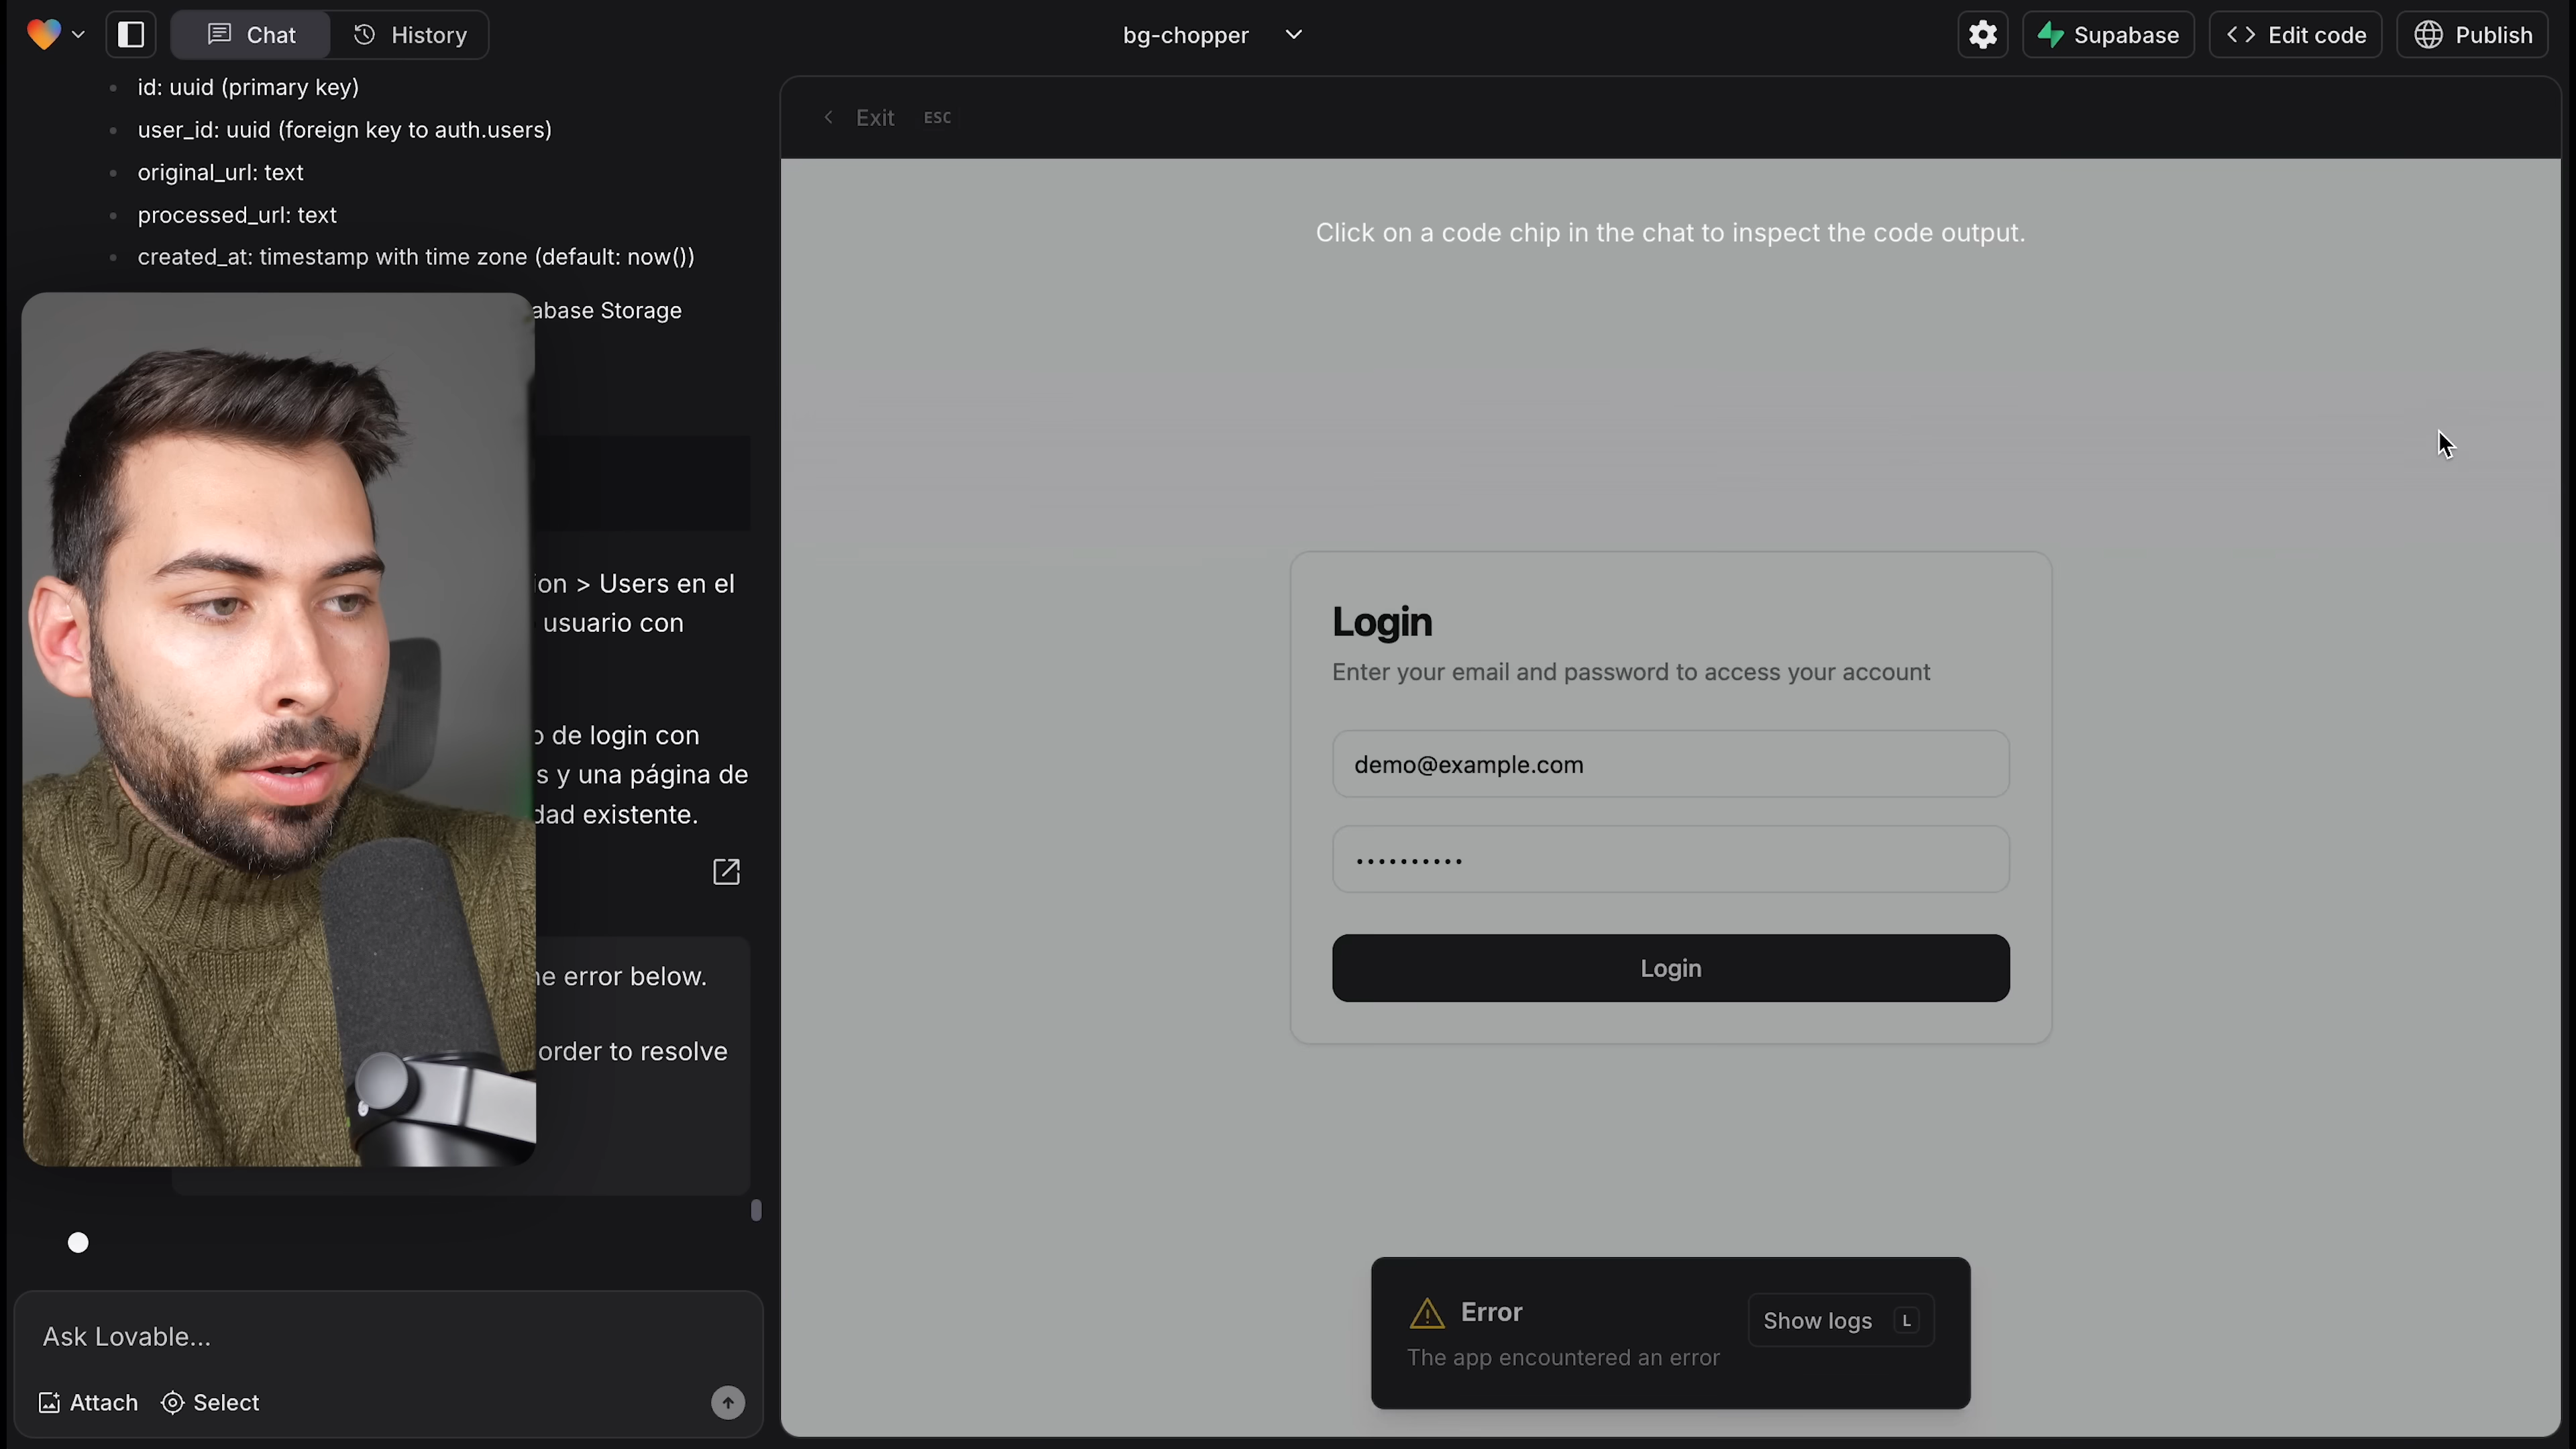 Chat
History
bg-chopper
Supabase
Edit code
Publish
id: uuid (primary key)
user_id: uuid (foreign key to auth.users)
original_url: text
processed_url: text
created_at: timestamp with time zone (default: now())
abase Storage
ion > Users en el
usuario con
o de login con
s y una página de
dad existente.
he error below.
order to resolve
Ask Lovable...
Attach
Select
Exit ESC
Click on a code chip in the chat to inspect the code output.
Login
Enter your email and password to access your account
demo@example.com
Login
Error
Show logs L
The app encountered an error